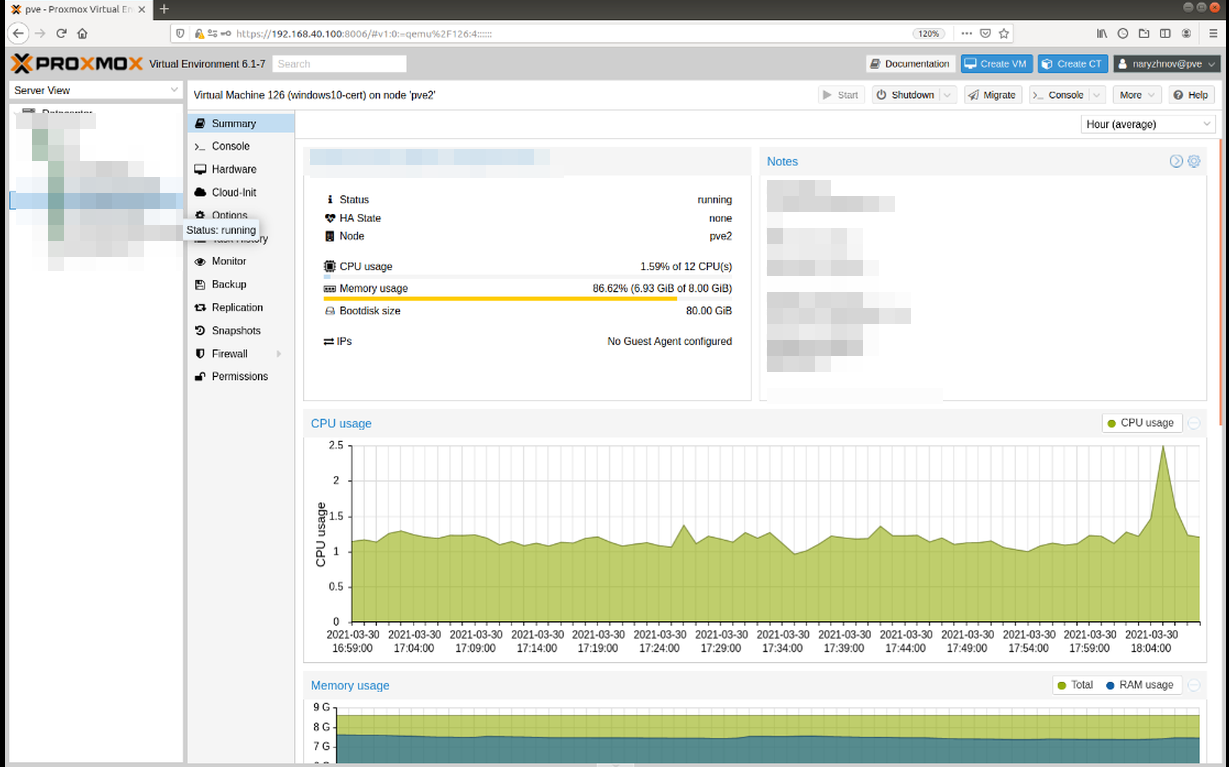 pve - Proxmox Virtual En
https://192.168.40.100:8006/#v1:0:=qemu%2F126:4::::::
120%
PROXMOX Virtual Environment 6.1-7 Search
Documentation Create VM Create CT naryzhnov@pve
Server View
Virtual Machine 126 (windows10-cert) on node 'pve2'
Start Shutdown Migrate Console More Help
Datacenter
Summary
Console
Hardware
Cloud-Init
Options
Status: running
Task History
Monitor
Backup
Replication
Snapshots
Firewall
Permissions
Hour (average)
Status running
HA State none
Node pve2
CPU usage 1.59% of 12 CPU(s)
Memory usage 86.62% (6.93 GiB of 8.00 GiB)
Bootdisk size 80.00 GiB
IPs No Guest Agent configured
Notes
CPU usage
CPU usage
CPU usage
2.5
2
1.5
1
0.5
0
2021-03-30 2021-03-30 2021-03-30 2021-03-30 2021-03-30 2021-03-30 2021-03-30 2021-03-30 2021-03-30 2021-03-30 2021-03-30 2021-03-30 2021-03-30 2021-03-30
16:59:00 17:04:00 17:09:00 17:14:00 17:19:00 17:24:00 17:29:00 17:34:00 17:39:00 17:44:00 17:49:00 17:54:00 17:59:00 18:04:00
Memory usage
Total RAM usage
9 G
8 G
7 G